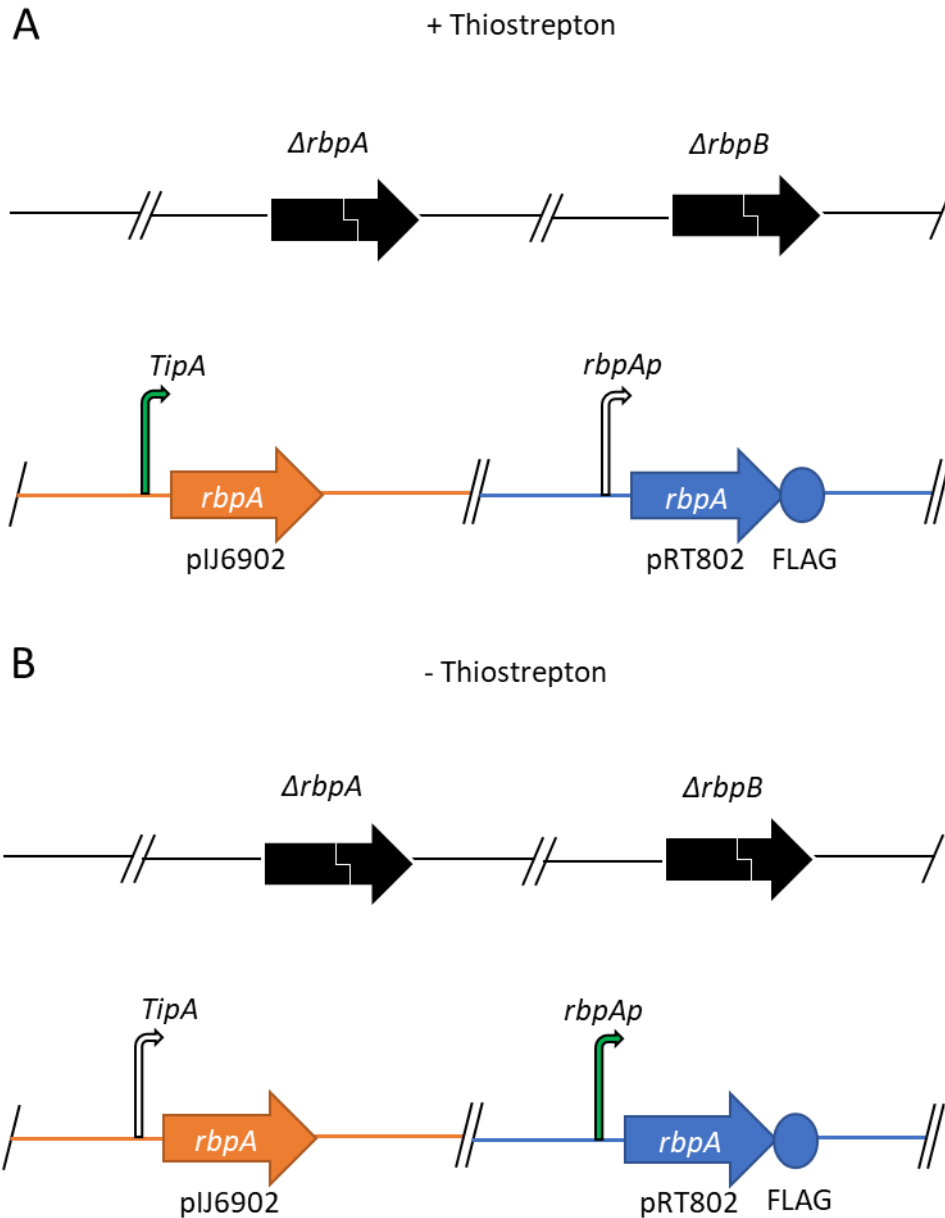 A
+ Thiostrepton
ΔrbpA
ΔrbpB
TipA
rbpAp
rbpA
rbpA
pIJ6902
pRT802
FLAG
B
- Thiostrepton
ΔrbpA
ΔrbpB
TipA
rbpAp
rbpA
rbpA
pIJ6902
pRT802
FLAG